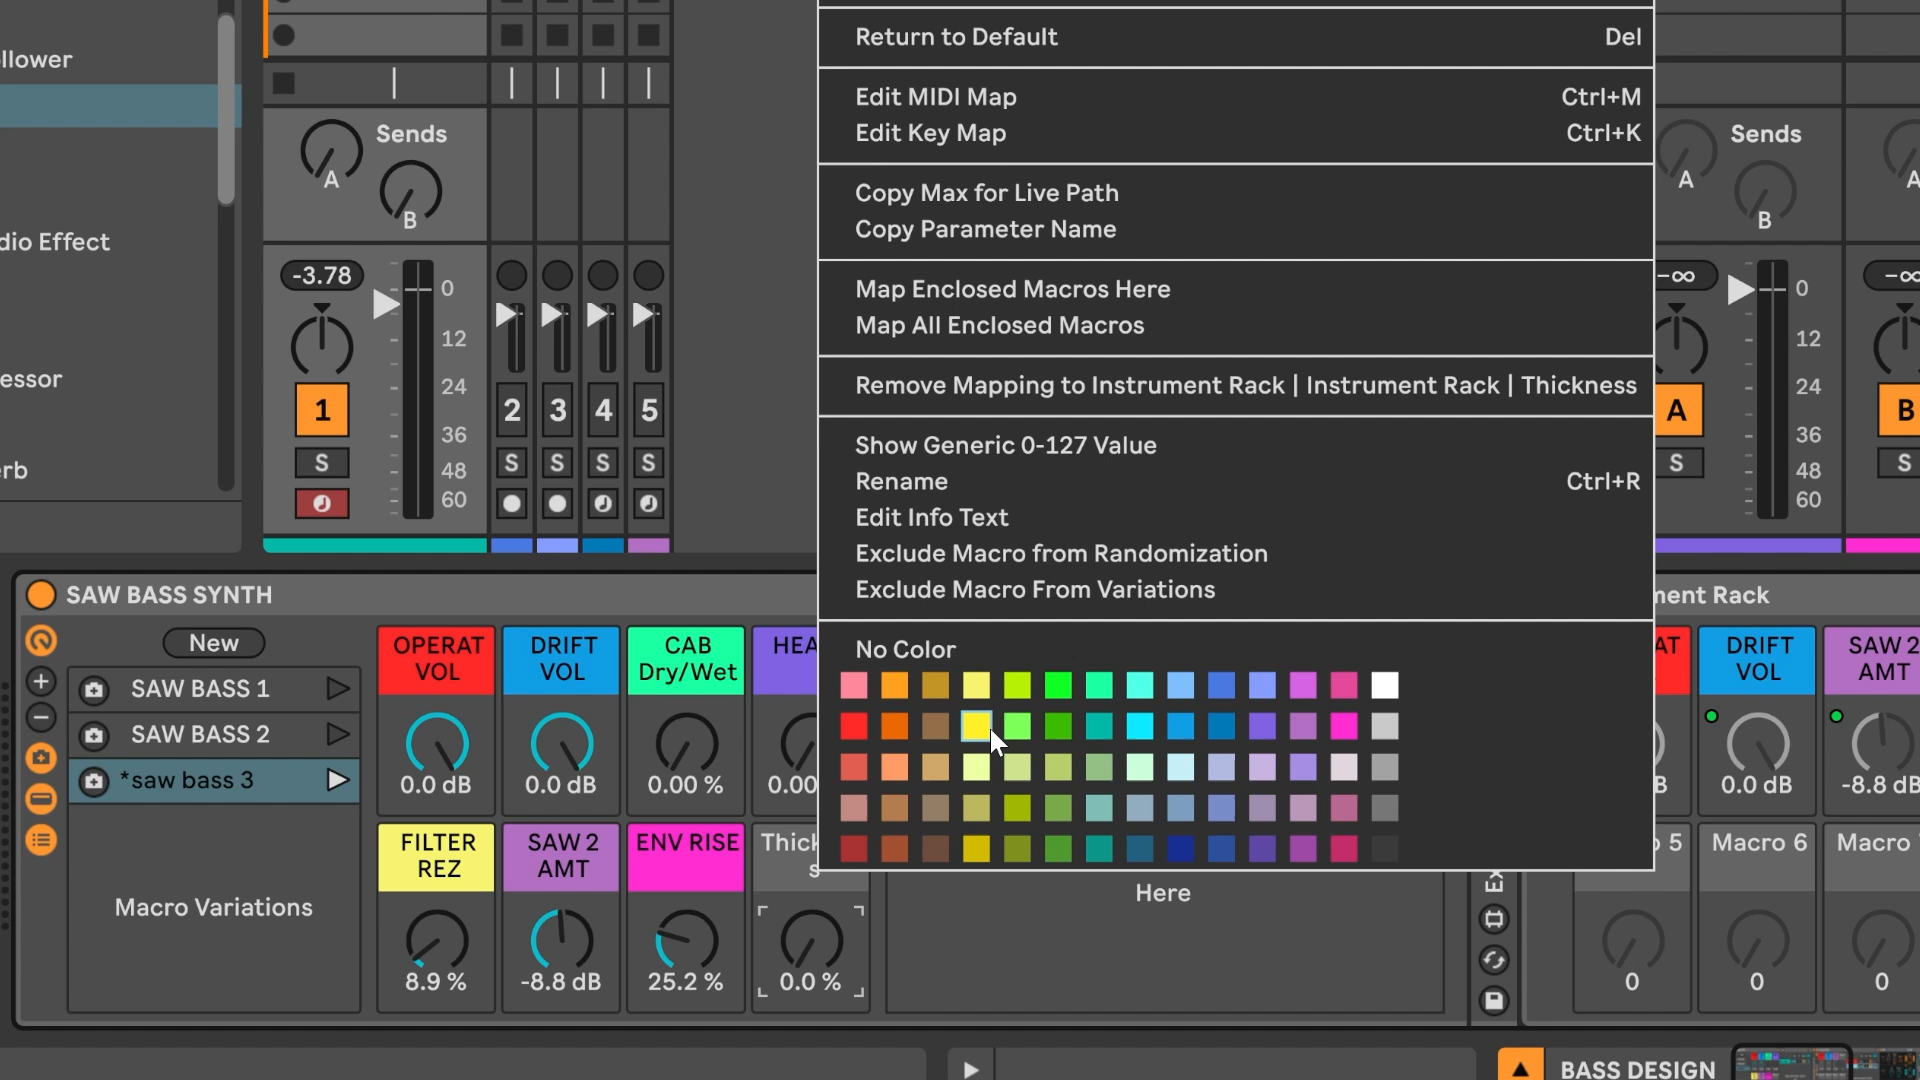 llower
dio Effect
essor
rb
Sends
A
B
-3.78
0
12
24
36
48
60
1
S
2
3
4
5
S
S
S
S
Return to Default Del
Edit MIDI Map Ctrl+M
Edit Key Map Ctrl+K
Copy Max for Live Path
Copy Parameter Name
Map Enclosed Macros Here
Map All Enclosed Macros
Remove Mapping to Instrument Rack | Instrument Rack | Thickness
Show Generic 0-127 Value
Rename Ctrl+R
Edit Info Text
Exclude Macro from Randomization
Exclude Macro From Variations
No Color
Sends
A
B
A
-∞
-∞
0
12
24
36
48
60
A
S
B
S
SAW BASS SYNTH
New
SAW BASS 1
SAW BASS 2
*saw bass 3
Macro Variations
OPERAT
VOL
0.0 dB
DRIFT
VOL
0.0 dB
CAB
Dry/Wet
0.00 %
HEA
0.00
FILTER
REZ
8.9 %
SAW 2
AMT
-8.8 dB
ENV RISE
25.2 %
Thick
s
0.0 %
Here
ment Rack
AT
B
DRIFT
VOL
0.0 dB
SAW 2
AMT
-8.8 dB
o 5
0
Macro 6
0
Macro
0
BASS DESIGN